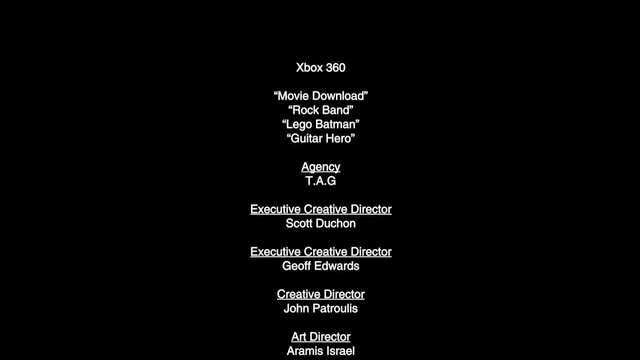 Xbox 360
“Movie Download”
“Rock Band”
“Lego Batman”
“Guitar Hero”
Agency
T.A.G
Executive Creative Director
Scott Duchon
Executive Creative Director
Geoff Edwards
Creative Director
John Patroulis
Art Director
Aramis Israel